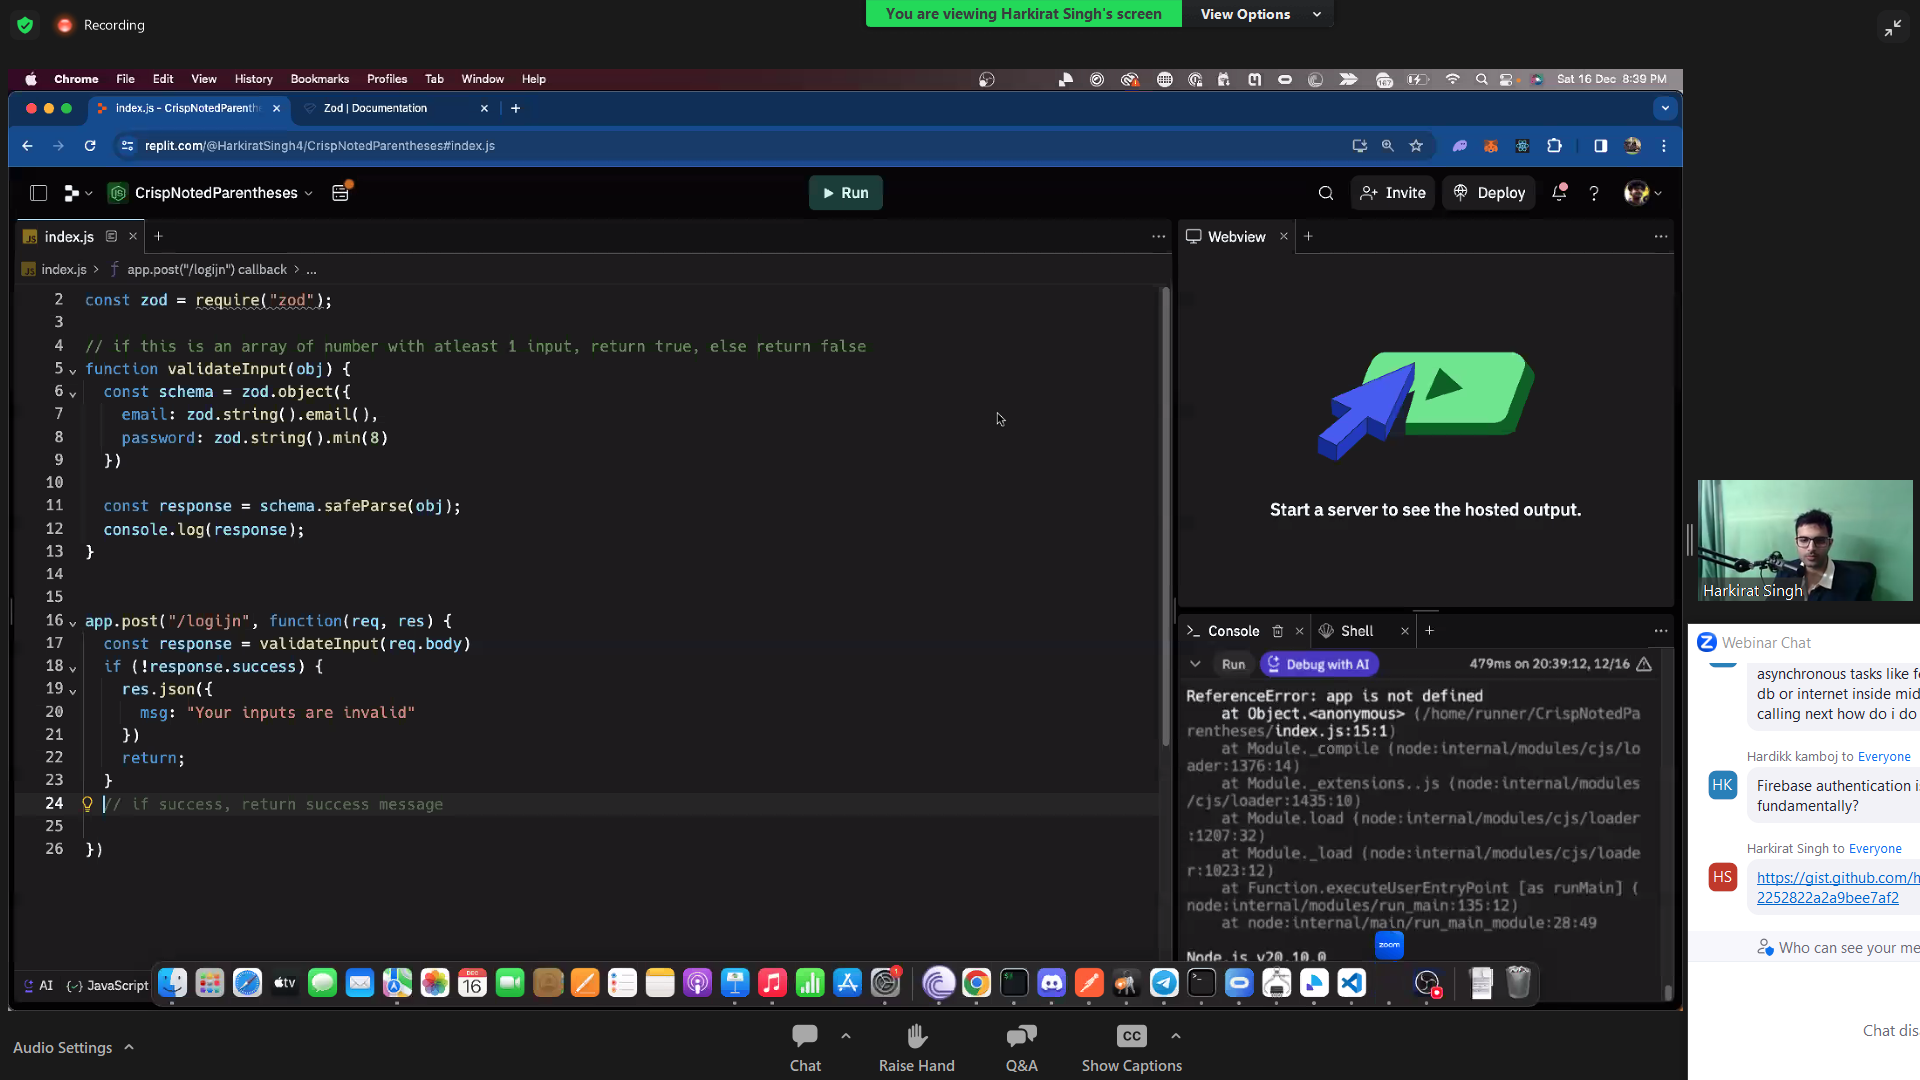 Recording
You are viewing Harkirat Singh's screen
View Options
Chrome File Edit View History Bookmarks Profiles Tab Window Help
Sat 16 Dec 8:39 PM
index.js - CrispNotedParenth
Zod | Documentation
replit.com/@HarkiratSingh4/CrispNotedParentheses#index.js
CrispNotedParentheses
Run
Invite
Deploy
index.js
index.js > app.post("/logijn") callback > ...
2 const zod = require("zod");
3
4 // if this is an array of number with atleast 1 input, return true, else return false
5 function validateInput(obj) {
6 const schema = zod.object({
7 email: zod.string().email(),
8 password: zod.string().min(8)
9 })
10
11 const response = schema.safeParse(obj);
12 console.log(response);
13 }
14
15
16 app.post("/logijn", function(req, res) {
17 const response = validateInput(req.body)
18 if (!response.success) {
19 res.json({
20 msg: "Your inputs are invalid"
21 })
22 return;
23 }
24 // if success, return success message
25
26 })
AI
JavaScript
Webview
Start a server to see the hosted output.
Console
Shell
Run
Debug with AI
479ms on 20:39:12, 12/16
ReferenceError: app is not defined
at Object.<anonymous> (/home/runner/CrispNotedPa
rentheses/index.js:15:1)
at Module._compile (node:internal/modules/cjs/lo
ader:1376:14)
at Module._extensions..js (node:internal/modules
/cjs/loader:1435:10)
at Module.load (node:internal/modules/cjs/loader
:1207:32)
at Module._load (node:internal/modules/cjs/loade
r:1023:12)
at Function.executeUserEntryPoint [as runMain] (
node:internal/modules/run_main:135:12)
at node:internal/main/run_main_module:28:49
Node.js v20.10.0
zoom
tv
DEC
16
Harkirat Singh
Webinar Chat
asynchronous tasks like f
db or internet inside mid
calling next how do i do
Hardikk kamboj to Everyone
HK
Firebase authentication i
fundamentally?
Harkirat Singh to Everyone
HS
https://gist.github.com/h
2252822a2a9bee7af2
Who can see your me
Chat dis
Audio Settings
Chat
Raise Hand
Q&A
CC
Show Captions